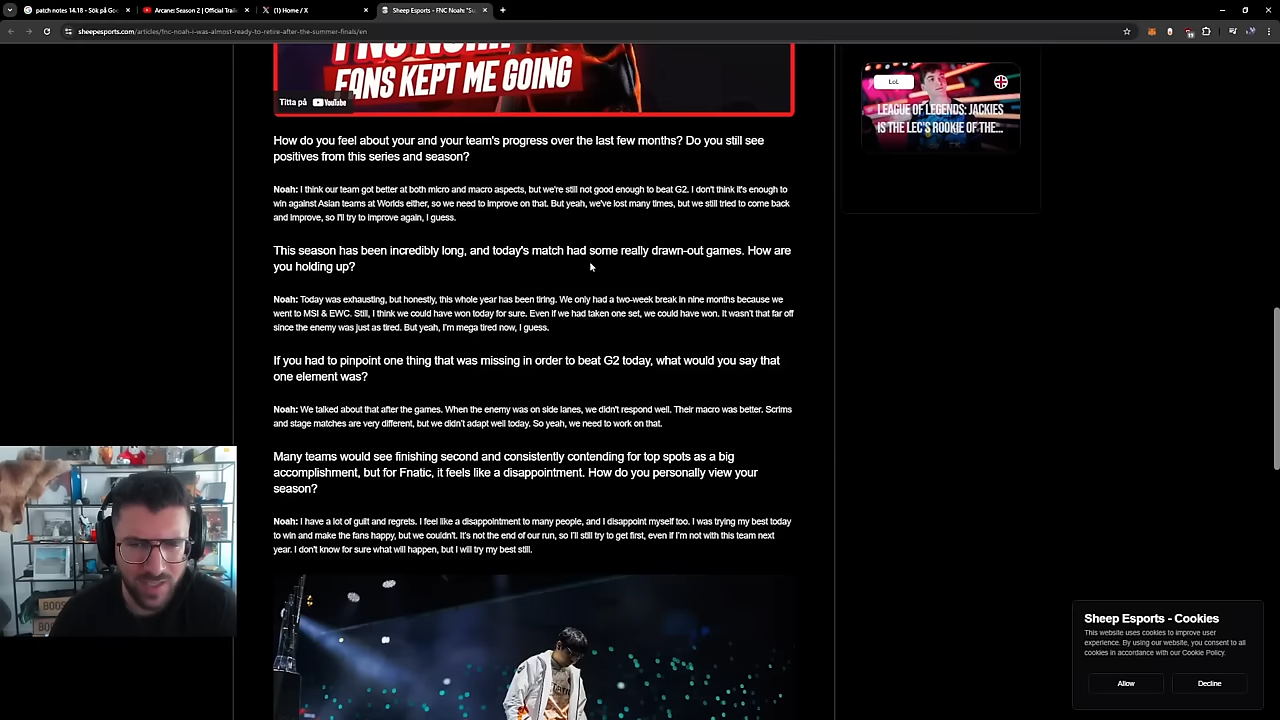 patch notes 14.18 - Sök på Goo
Arcane: Season 2 | Official Traile
(1) Home / X
Sheep Esports - FNC Noah: "Su
sheepesports.com/articles/fnc-noah-i-was-almost-ready-to-retire-after-the-summer-finals/en
FNC NOAH
FANS KEPT ME GOING
Titta på YouTube
LoL
LEAGUE OF LEGENDS: JACKIES
IS THE LEC'S ROOKIE OF THE...
How do you feel about your and your team's progress over the last few months? Do you still see
positives from this series and season?
Noah: I think our team got better at both micro and macro aspects, but we're still not good enough to beat G2. I don't think it's enough to
win against Asian teams at Worlds either, so we need to improve on that. But yeah, we've lost many times, but we still tried to come back
and improve, so I'll try to improve again, I guess.
This season has been incredibly long, and today's match had some really drawn-out games. How are
you holding up?
Noah: Today was exhausting, but honestly, this whole year has been tiring. We only had a two-week break in nine months because we
went to MSI & EWC. Still, I think we could have won today for sure. Even if we had taken one set, we could have won. It wasn't that far off
since the enemy was just as tired. But yeah, I'm mega tired now, I guess.
If you had to pinpoint one thing that was missing in order to beat G2 today, what would you say that
one element was?
Noah: We talked about that after the games. When the enemy was on side lanes, we didn't respond well. Their macro was better. Scrims
and stage matches are very different, but we didn't adapt well today. So yeah, we need to work on that.
Many teams would see finishing second and consistently contending for top spots as a big
accomplishment, but for Fnatic, it feels like a disappointment. How do you personally view your
season?
Noah: I have a lot of guilt and regrets. I feel like a disappointment to many people, and I disappoint myself too. I was trying my best today
to win and make the fans happy, but we couldn't. It's not the end of our run, so I'll still try to get first, even if I'm not with this team next
year. I don't know for sure what will happen, but I will try my best still.
Sheep Esports - Cookies
This website uses cookies to improve user
experience. By using our website, you consent to all
cookies in accordance with our Cookie Policy.
Allow
Decline